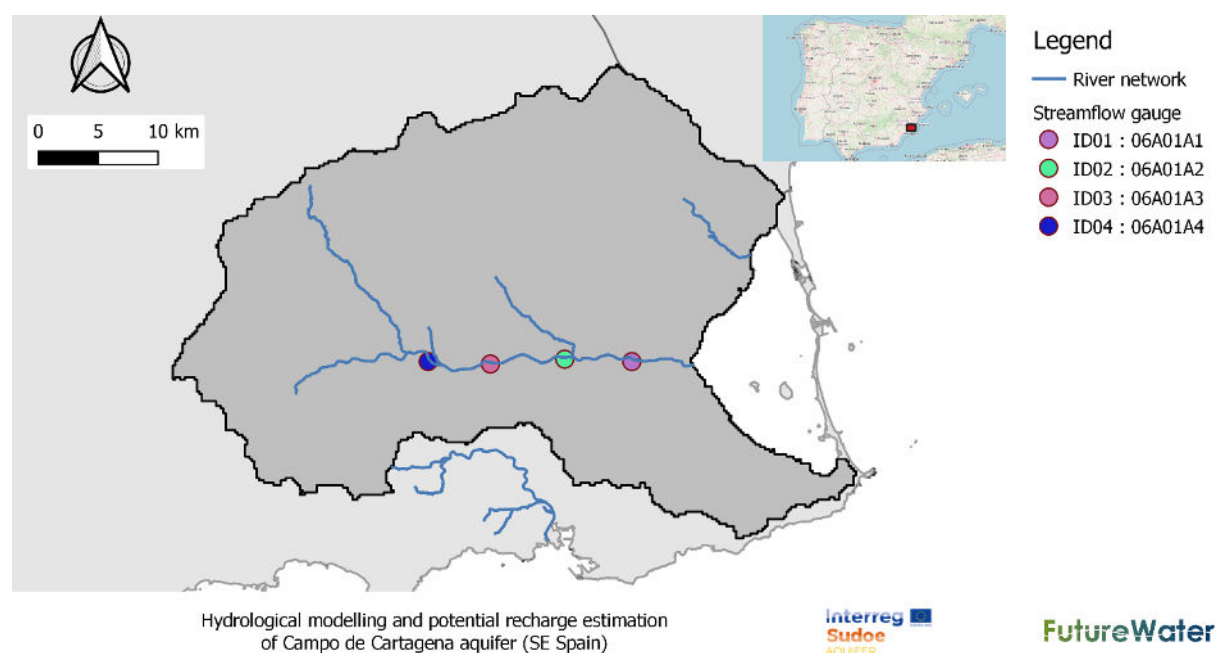 Legend
River network
Streamflow gauge
ID01 : 06A01A1
ID02 : 06A01A2
ID03 : 06A01A3
ID04 : 06A01A4
0 5 10 km
Hydrological modelling and potential recharge estimation
of Campo de Cartagena aquifer (SE Spain)
Interreg
Sudoe
AQUIFER
FutureWater